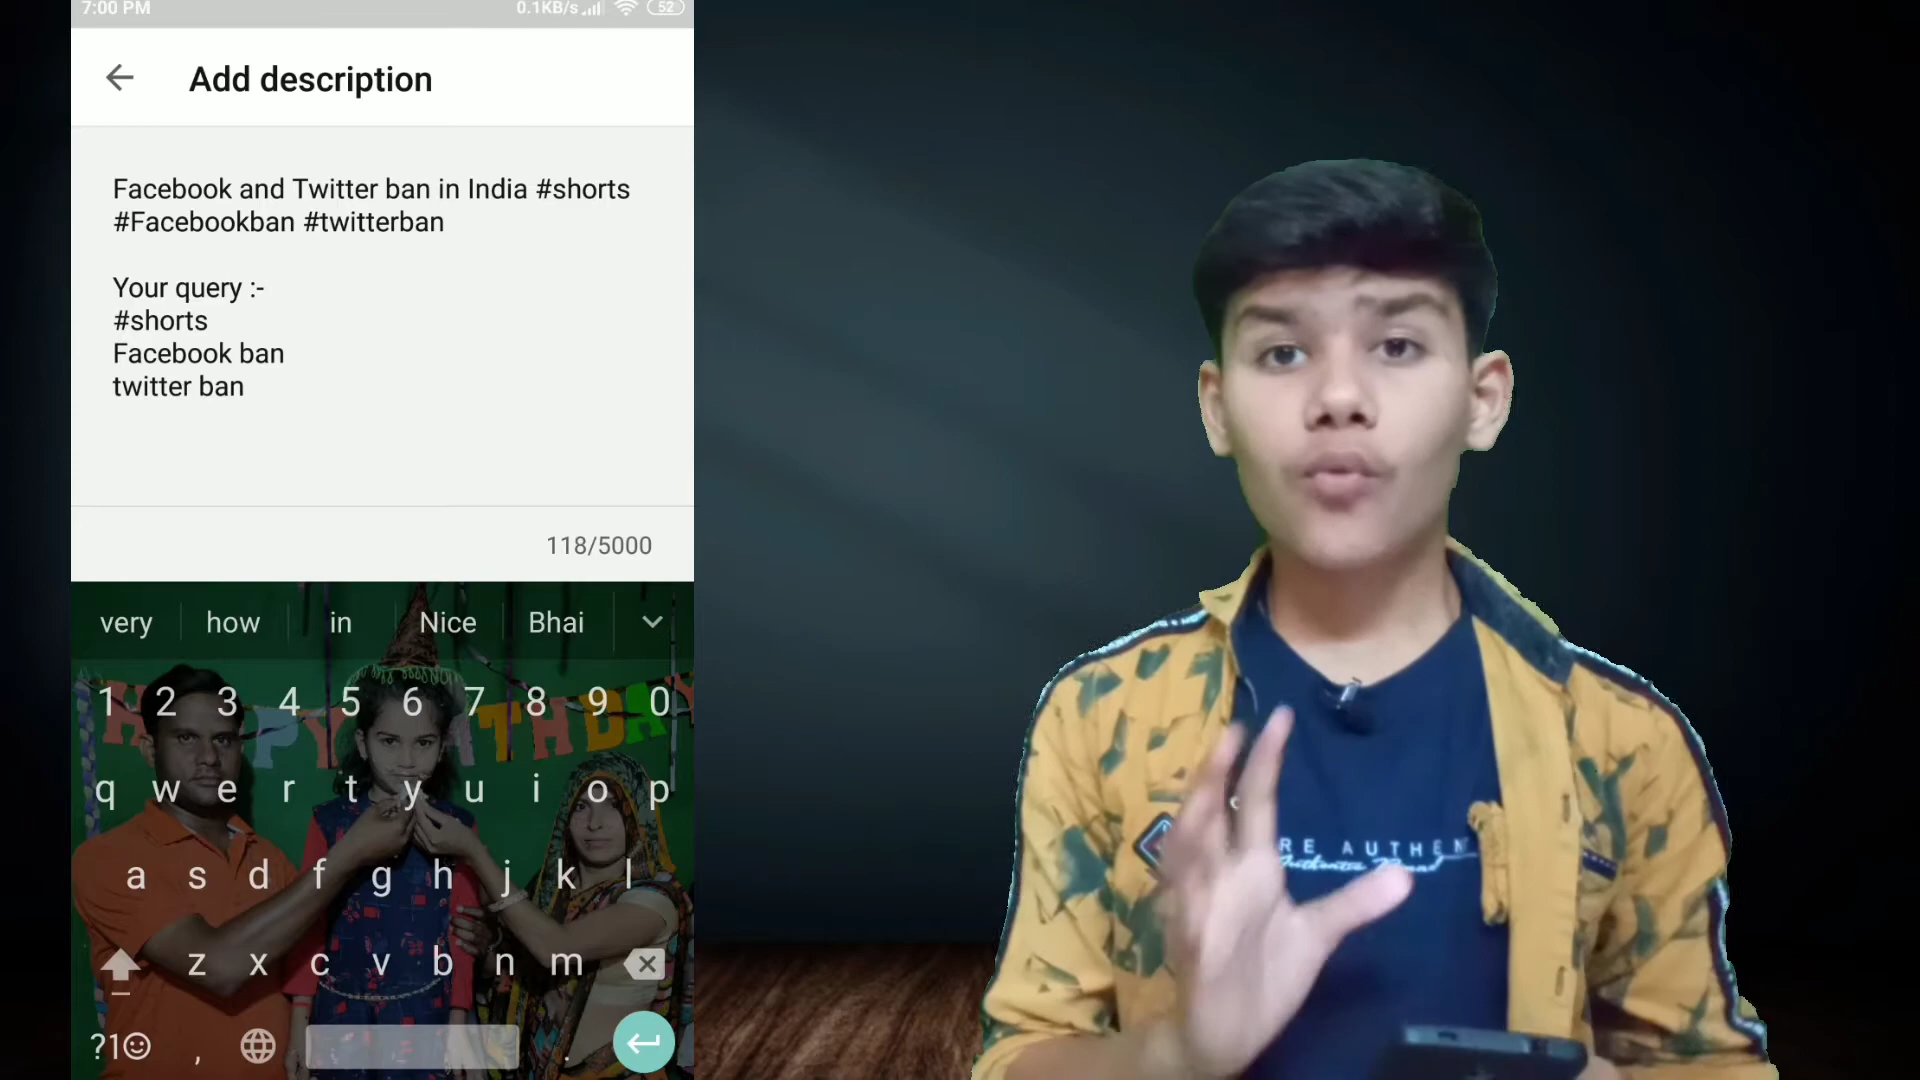 7:00 PM 0.1KB/s 52
Add description
Facebook and Twitter ban in India #shorts
#Facebookban #twitterban
Your query :-
#shorts
Facebook ban
twitter ban
118/5000
very how in Nice Bhai
1 2 3 4 5 6 7 8 9 0
q w e r t y u i o p
a s d f g h j k l
z x c v b n m
?1☺ , .
RE AUTHEN